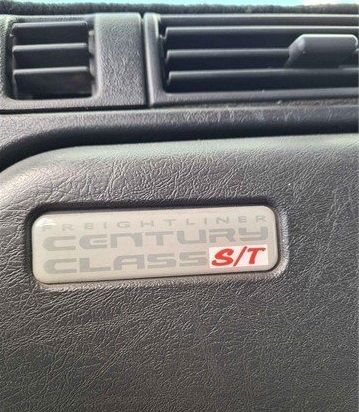 FREIGHTLINER
CENTURY
CLASS S/T